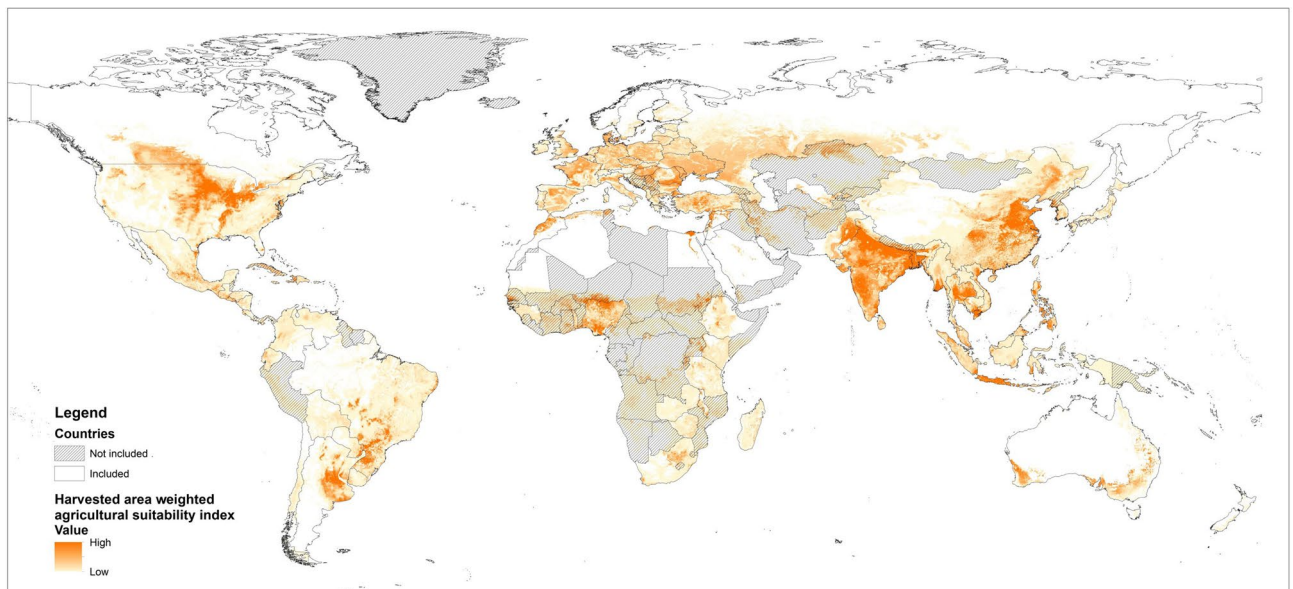 Legend
Countries
Not included .
Included
Harvested area weighted
agricultural suitability index
Value
High
Low